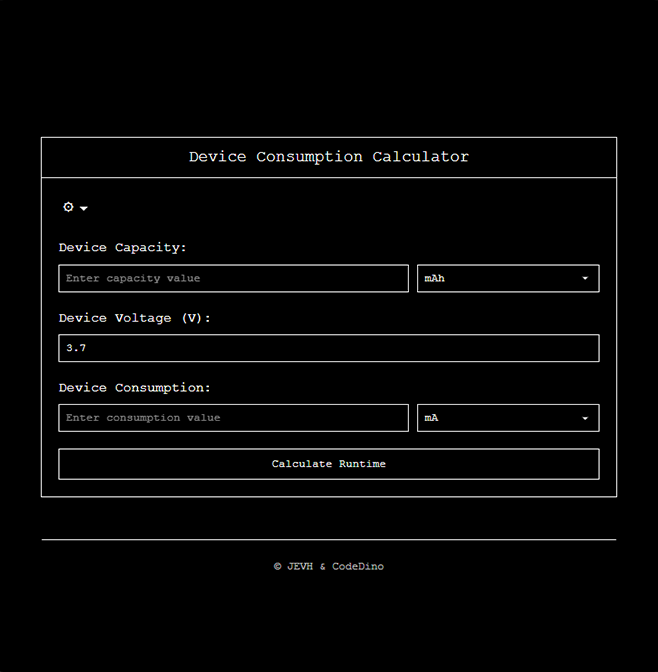 Device Consumption Calculator
Device Capacity:
Enter capacity value mAh
Device Voltage (V):
3.7
Device Consumption:
Enter consumption value mA
Calculate Runtime
© JEVH & CodeDino